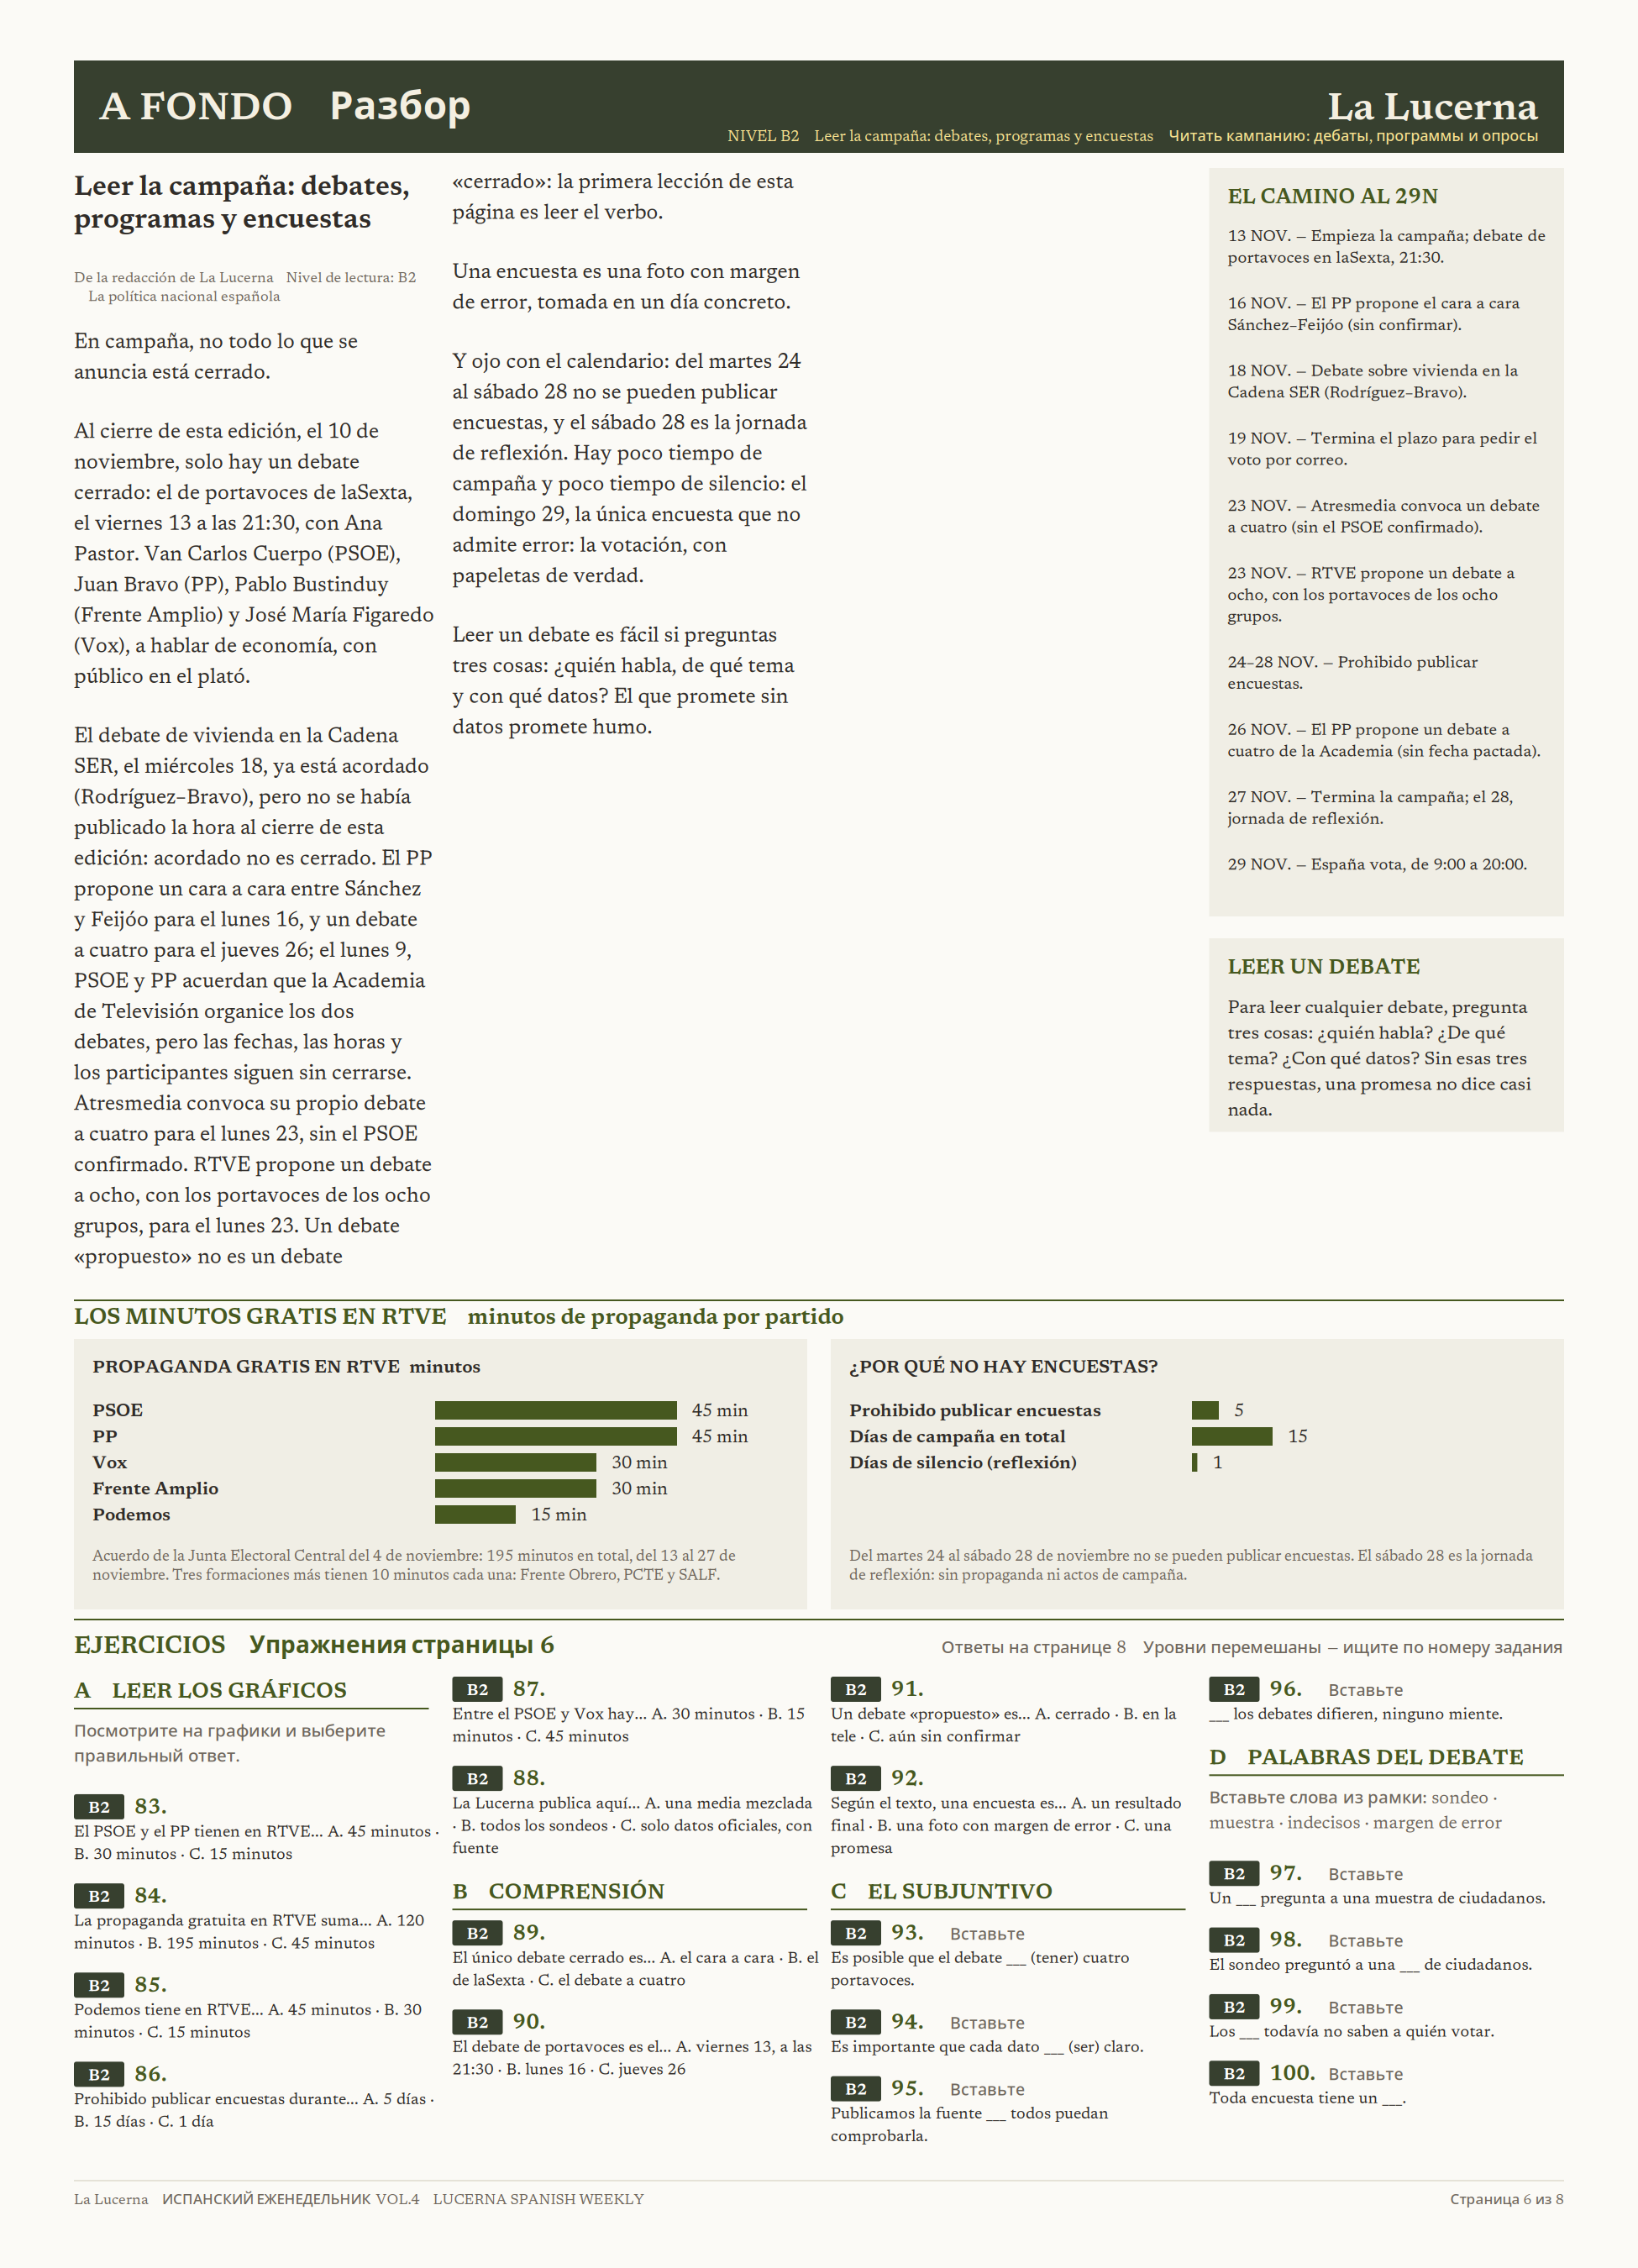 A FONDO Разбор
La Lucerna
NIVEL B2 Leer la campaña: debates, programas y encuestas Читать кампанию: дебаты, программы и опросы
Leer la campaña: debates,
programas y encuestas
De la redacción de La Lucerna Nivel de lectura: B2
La política nacional española
En campaña, no todo lo que se
anuncia está cerrado.
Al cierre de esta edición, el 10 de
noviembre, solo hay un debate
cerrado: el de portavoces de laSexta,
el viernes 13 a las 21:30, con Ana
Pastor. Van Carlos Cuerpo (PSOE),
Juan Bravo (PP), Pablo Bustinduy
(Frente Amplio) y José María Figaredo
(Vox), a hablar de economía, con
público en el plató.
El debate de vivienda en la Cadena
SER, el miércoles 18, ya está acordado
(Rodríguez–Bravo), pero no se había
publicado la hora al cierre de esta
edición: acordado no es cerrado. El PP
propone un cara a cara entre Sánchez
y Feijóo para el lunes 16, y un debate
a cuatro para el jueves 26; el lunes 9,
PSOE y PP acuerdan que la Academia
de Televisión organice los dos
debates, pero las fechas, las horas y
los participantes siguen sin cerrarse.
Atresmedia convoca su propio debate
a cuatro para el lunes 23, sin el PSOE
confirmado. RTVE propone un debate
a ocho, con los portavoces de los ocho
grupos, para el lunes 23. Un debate
«propuesto» no es un debate
«cerrado»: la primera lección de esta
página es leer el verbo.
Una encuesta es una foto con margen
de error, tomada en un día concreto.
Y ojo con el calendario: del martes 24
al sábado 28 no se pueden publicar
encuestas, y el sábado 28 es la jornada
de reflexión. Hay poco tiempo de
campaña y poco tiempo de silencio: el
domingo 29, la única encuesta que no
admite error: la votación, con
papeletas de verdad.
Leer un debate es fácil si preguntas
tres cosas: ¿quién habla, de qué tema
y con qué datos? El que promete sin
datos promete humo.
EL CAMINO AL 29N
13 NOV. – Empieza la campaña; debate de
portavoces en laSexta, 21:30.
16 NOV. – El PP propone el cara a cara
Sánchez–Feijóo (sin confirmar).
18 NOV. – Debate sobre vivienda en la
Cadena SER (Rodríguez–Bravo).
19 NOV. – Termina el plazo para pedir el
voto por correo.
23 NOV. – Atresmedia convoca un debate
a cuatro (sin el PSOE confirmado).
23 NOV. – RTVE propone un debate a
ocho, con los portavoces de los ocho
grupos.
24–28 NOV. – Prohibido publicar
encuestas.
26 NOV. – El PP propone un debate a
cuatro de la Academia (sin fecha pactada).
27 NOV. – Termina la campaña; el 28,
jornada de reflexión.
29 NOV. – España vota, de 9:00 a 20:00.
LEER UN DEBATE
Para leer cualquier debate, pregunta
tres cosas: ¿quién habla? ¿De qué
tema? ¿Con qué datos? Sin esas tres
respuestas, una promesa no dice casi
nada.
LOS MINUTOS GRATIS EN RTVE minutos de propaganda por partido
PROPAGANDA GRATIS EN RTVE minutos
PSOE 45 min
PP 45 min
Vox 30 min
Frente Amplio 30 min
Podemos 15 min
Acuerdo de la Junta Electoral Central del 4 de noviembre: 195 minutos en total, del 13 al 27 de
noviembre. Tres formaciones más tienen 10 minutos cada una: Frente Obrero, PCTE y SALF.
¿POR QUÉ NO HAY ENCUESTAS?
Prohibido publicar encuestas 5
Días de campaña en total 15
Días de silencio (reflexión) 1
Del martes 24 al sábado 28 de noviembre no se pueden publicar encuestas. El sábado 28 es la jornada
de reflexión: sin propaganda ni actos de campaña.
EJERCICIOS Упражнения страницы 6
Ответы на странице 8 Уровни перемешаны – ищите по номеру задания
A LEER LOS GRÁFICOS
Посмотрите на графики и выберите
правильный ответ.
B2 83.
El PSOE y el PP tienen en RTVE... A. 45 minutos ·
B. 30 minutos · C. 15 minutos
B2 84.
La propaganda gratuita en RTVE suma... A. 120
minutos · B. 195 minutos · C. 45 minutos
B2 85.
Podemos tiene en RTVE... A. 45 minutos · B. 30
minutos · C. 15 minutos
B2 86.
Prohibido publicar encuestas durante... A. 5 días ·
B. 15 días · C. 1 día
B2 87.
Entre el PSOE y Vox hay... A. 30 minutos · B. 15
minutos · C. 45 minutos
B2 88.
La Lucerna publica aquí... A. una media mezclada
· B. todos los sondeos · C. solo datos oficiales, con
fuente
B COMPRENSIÓN
B2 89.
El único debate cerrado es... A. el cara a cara · B. el
de laSexta · C. el debate a cuatro
B2 90.
El debate de portavoces es el... A. viernes 13, a las
21:30 · B. lunes 16 · C. jueves 26
B2 91.
Un debate «propuesto» es... A. cerrado · B. en la
tele · C. aún sin confirmar
B2 92.
Según el texto, una encuesta es... A. un resultado
final · B. una foto con margen de error · C. una
promesa
C EL SUBJUNTIVO
B2 93. Вставьте
Es posible que el debate ___ (tener) cuatro
portavoces.
B2 94. Вставьте
Es importante que cada dato ___ (ser) claro.
B2 95. Вставьте
Publicamos la fuente ___ todos puedan
comprobarla.
B2 96. Вставьте
___ los debates difieren, ninguno miente.
D PALABRAS DEL DEBATE
Вставьте слова из рамки: sondeo ·
muestra · indecisos · margen de error
B2 97. Вставьте
Un ___ pregunta a una muestra de ciudadanos.
B2 98. Вставьте
El sondeo preguntó a una ___ de ciudadanos.
B2 99. Вставьте
Los ___ todavía no saben a quién votar.
B2 100. Вставьте
Toda encuesta tiene un ___.
La Lucerna ИСПАНСКИЙ ЕЖЕНЕДЕЛЬНИК VOL.4 LUCERNA SPANISH WEEKLY
Страница 6 из 8